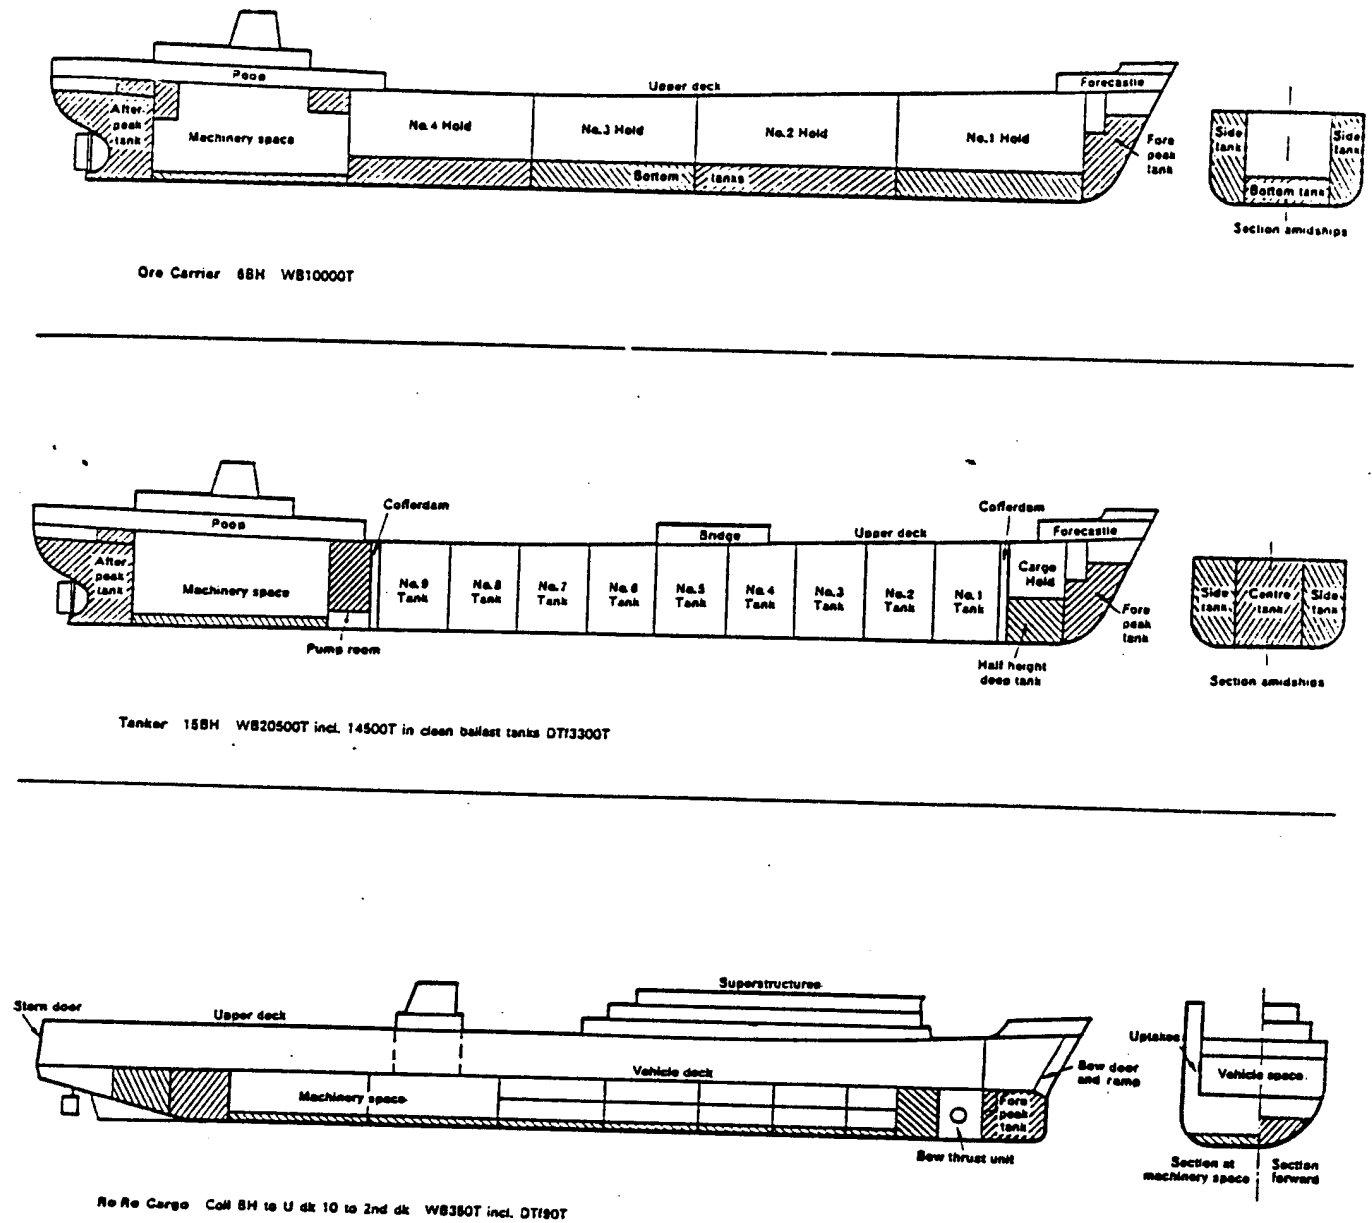 Poop
Upper deck
Forecastle
After
peak
tank
Machinery space
No.4 Hold
No.3 Hold
No.2 Hold
No.1 Hold
Fore
peak
tank
Bottom tanks
Side
tank
Side
tank
Bottom tank
Section amidships
Ore Carrier 6BH WB10000T
Cofferdam
Cofferdam
Poop
Bridge
Upper deck
Forecastle
After
peak
tank
Machinery space
No.9
Tank
No.8
Tank
No.7
Tank
No.6
Tank
No.5
Tank
No.4
Tank
No.3
Tank
No.2
Tank
No.1
Tank
Cargo
Hold
Fore
peak
tank
Pump room
Half height
deep tank
Side
tank
Centre
tank
Side
tank
Section amidships
Tanker 15BH WB20500T incl. 14500T in clean ballast tanks DTf3300T
Superstructures
Stern door
Upper deck
Vehicle deck
Bow door
and ramp
Machinery space
Fore
peak
tank
Bow thrust unit
Uptakes
Vehicle space
Section at
machinery space
Section
forward
Ro Ro Cargo Coll BH to U dk 10 to 2nd dk WB350T incl. DTf90T